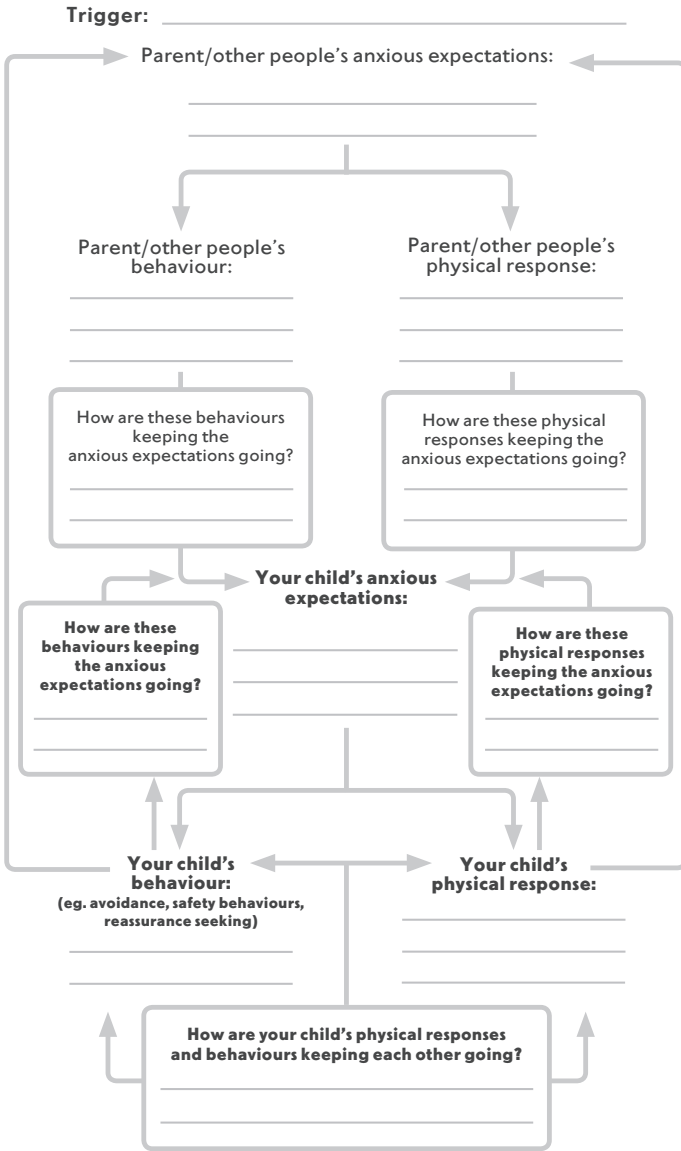 Trigger:
Parent/other people's anxious expectations:
Parent/other people's
behaviour:
Parent/other people's
physical response:
How are these behaviours
keeping the
anxious expectations going?
How are these physical
responses keeping the
anxious expectations going?
Your child's anxious
expectations:
How are these
behaviours keeping
the anxious
expectations going?
How are these
physical responses
keeping the anxious
expectations going?
Your child's
behaviour:
(eg. avoidance, safety behaviours,
reassurance seeking)
Your child's
physical response:
How are your child's physical responses
and behaviours keeping each other going?